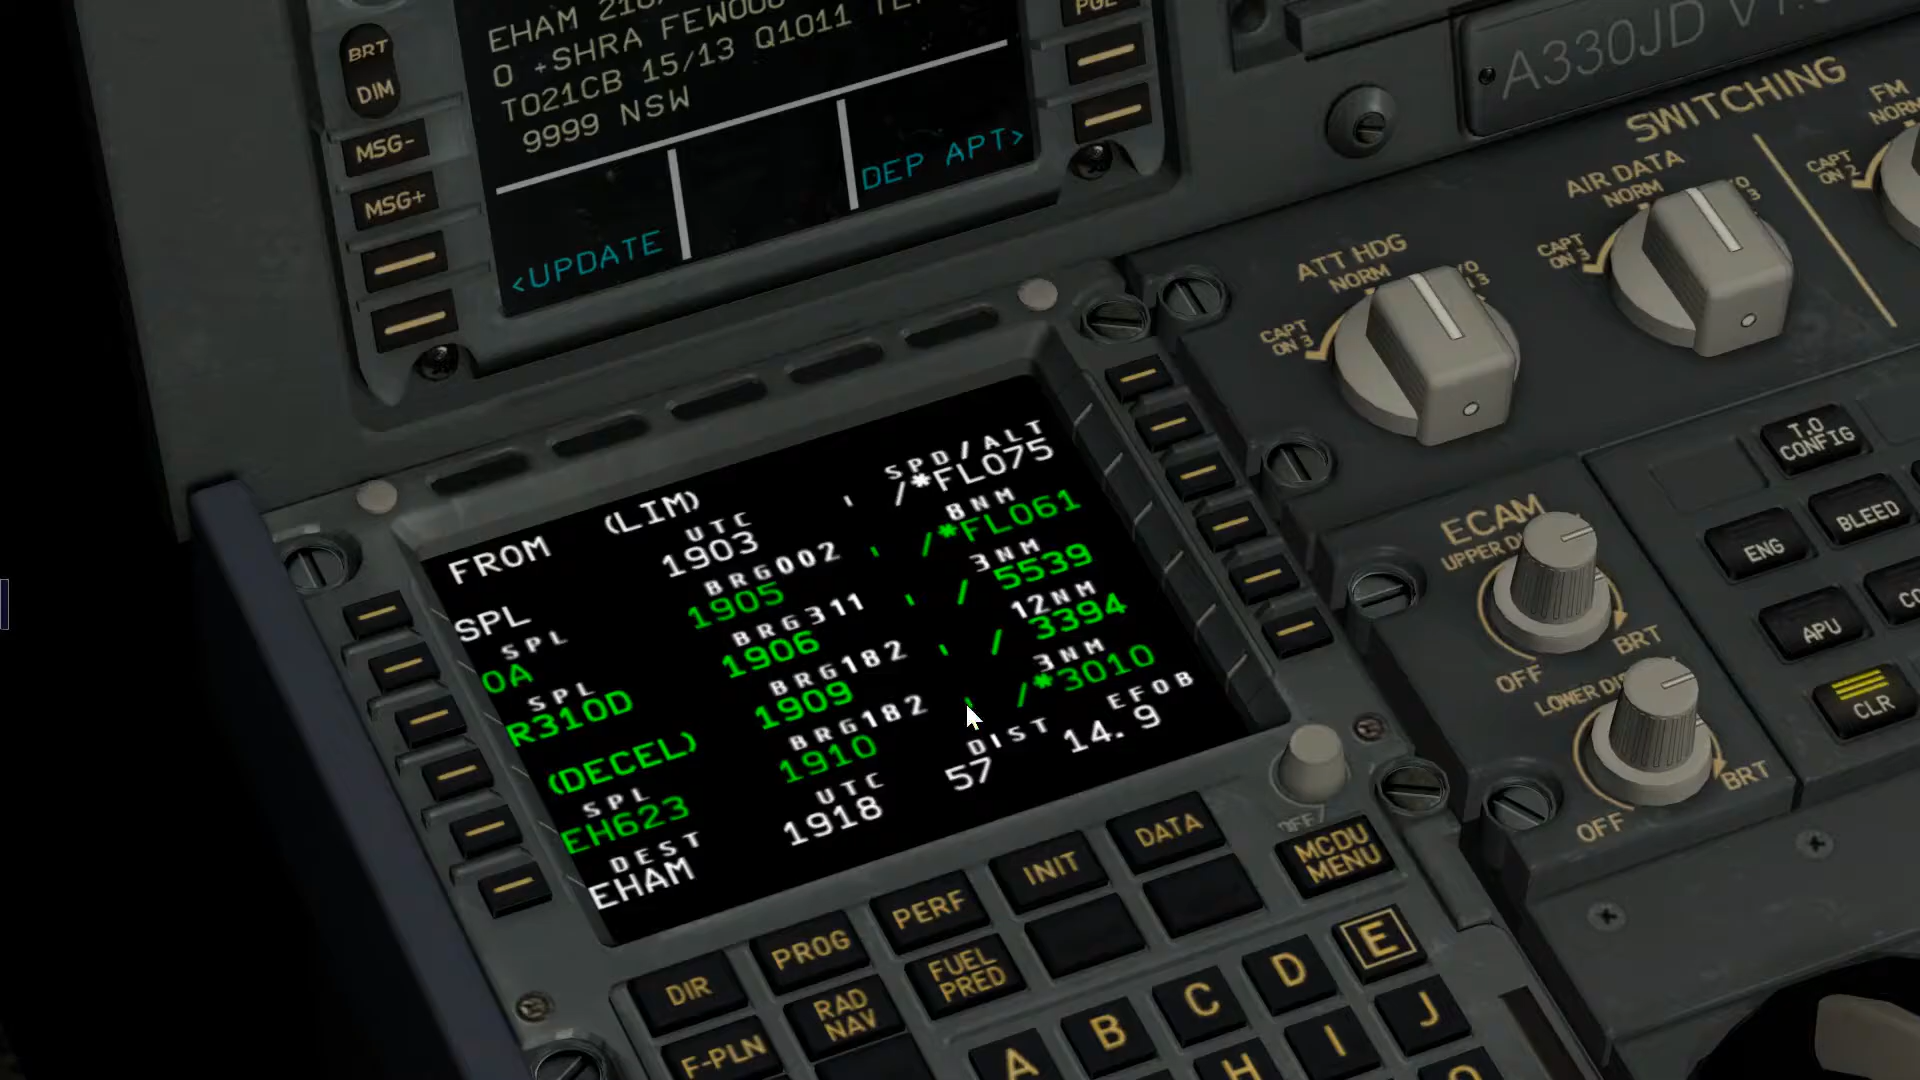 EHAM
0 +SHRA
T021CB 15/13 Q1011
9999 NSW
DEP APT>
<UPDATE
BRT
DIM
MSG-
MSG+
A330JD
SWITCHING
AIR DATA
NORM
CAPT ON 3
ATT HDG
NORM
CAPT ON 3
FM
NORM
CAPT ON 2
FROM (LIM)
UTC SPD/ALT
SPL 1903 /*FL075
SPL BRG002 8NM
0A 1905 /*FL061
SPL BRG311 3NM
R310D 1906 / 5539
BRG182 12NM
(DECEL) 1909 / 3394
SPL BRG182 3NM
EH623 1910 /*3010
DEST UTC DIST EFOB
EHAM 1918 57 14.9
ECAM
OFF BRT
OFF BRT
T.O CONFIG
ENG BLEED
APU
CLR
OFF/
DIR PROG PERF INIT DATA
MCDU MENU
F-PLN RAD NAV FUEL PRED
A B C D E
H I J